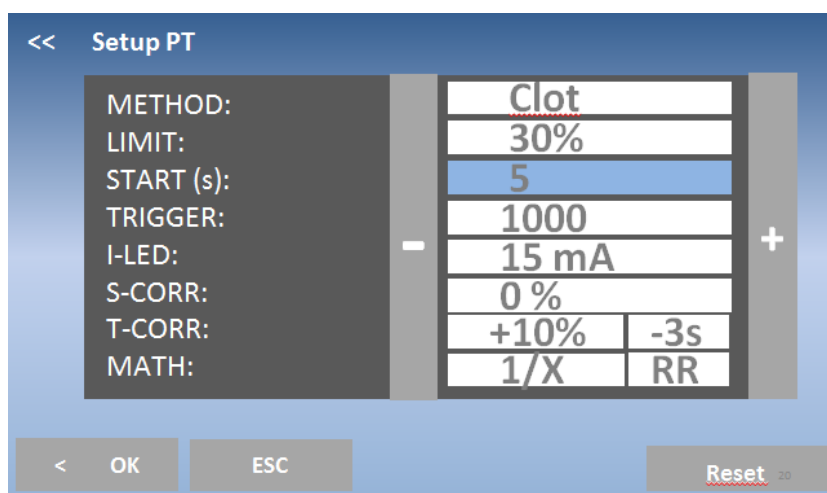 << Setup PT
METHOD: Clot
LIMIT: 30%
START (s): 5
TRIGGER: 1000
I-LED: 15 mA
S-CORR: 0 %
T-CORR: +10% -3s
MATH: 1/X RR
- +
< OK ESC Reset 20